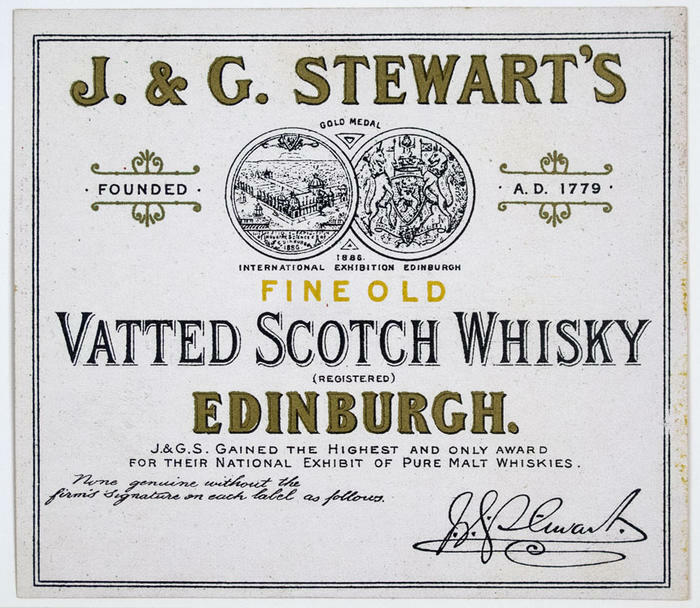 J. & G. STEWART'S
GOLD MEDAL
· FOUNDED ·
· A.D. 1779 ·
1886.
1886.
INTERNATIONAL EXHIBITION EDINBURGH
FINE OLD
VATTED SCOTCH WHISKY
(REGISTERED)
EDINBURGH.
J.&G.S. GAINED THE HIGHEST AND ONLY AWARD
FOR THEIR NATIONAL EXHIBIT OF PURE MALT WHISKIES.
None genuine without the
firm's signature on each label as follows.
J.&G. Stewart.